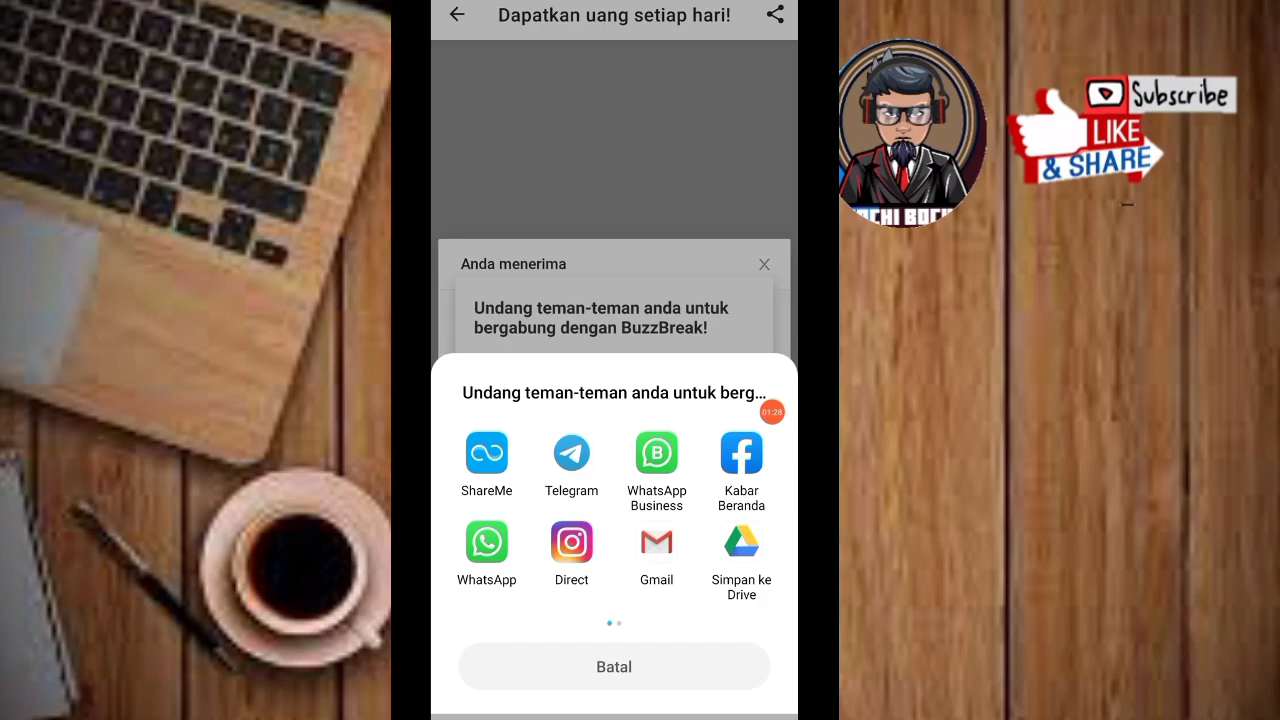 Dapatkan uang setiap hari!
Anda menerima
Undang teman-teman anda untuk
bergabung dengan BuzzBreak!
Undang teman-teman anda untuk berg...
01:28
ShareMe
Telegram
WhatsApp
Business
Kabar
Beranda
WhatsApp
Direct
Gmail
Simpan ke
Drive
Batal
Subscribe
LIKE
& SHARE